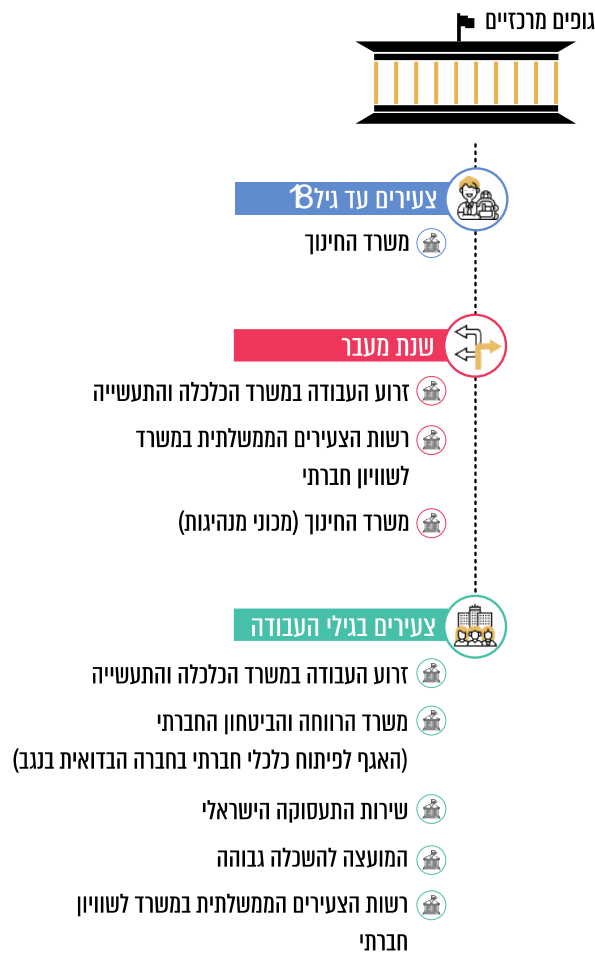 גופים מרכזיים
צעירים עד גיל18
משרד החינוך
שנת מעבר
זרוע העבודה במשרד הכלכלה והתעשייה
רשות הצעירים הממשלתית במשרד
לשוויון חברתי
משרד החינוך (מכוני מנהיגות)
צעירים בגילי העבודה
זרוע העבודה במשרד הכלכלה והתעשייה
משרד הרווחה והביטחון החברתי
(האגף לפיתוח כלכלי חברתי בחברה הבדואית בנגב)
שירות התעסוקה הישראלי
המועצה להשכלה גבוהה
רשות הצעירים הממשלתית במשרד לשוויון
חברתי